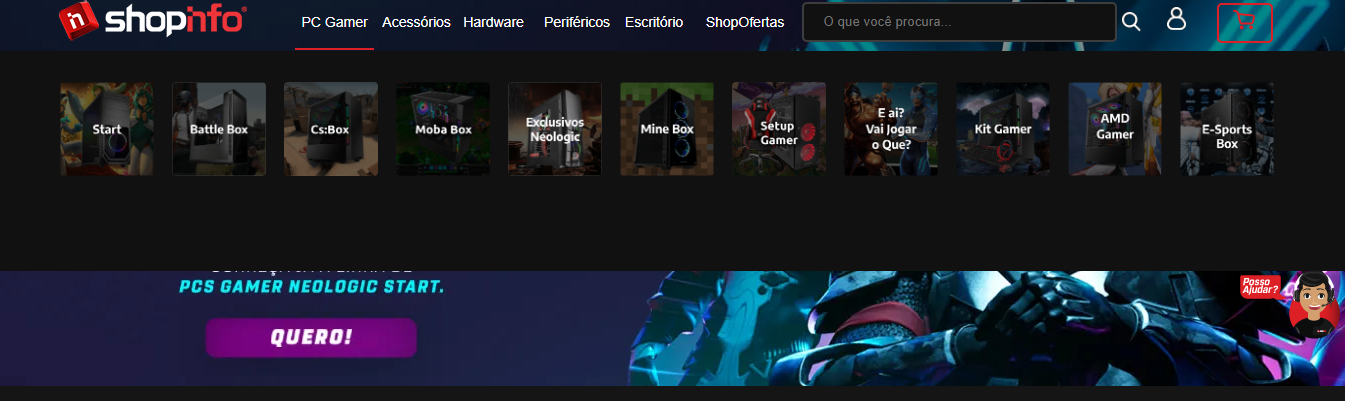 in shopinfo®
PC Gamer Acessórios Hardware Periféricos Escritório ShopOfertas
O que você procura...
Start
Battle Box
Cs:Box
Moba Box
Exclusivos
Neologic
Mine Box
Setup
Gamer
E ai?
Vai Jogar
o Que?
Kit Gamer
AMD
Gamer
E-Sports
Box
PCS GAMER NEOLOGIC START.
QUERO!
Posso
Ajudar?